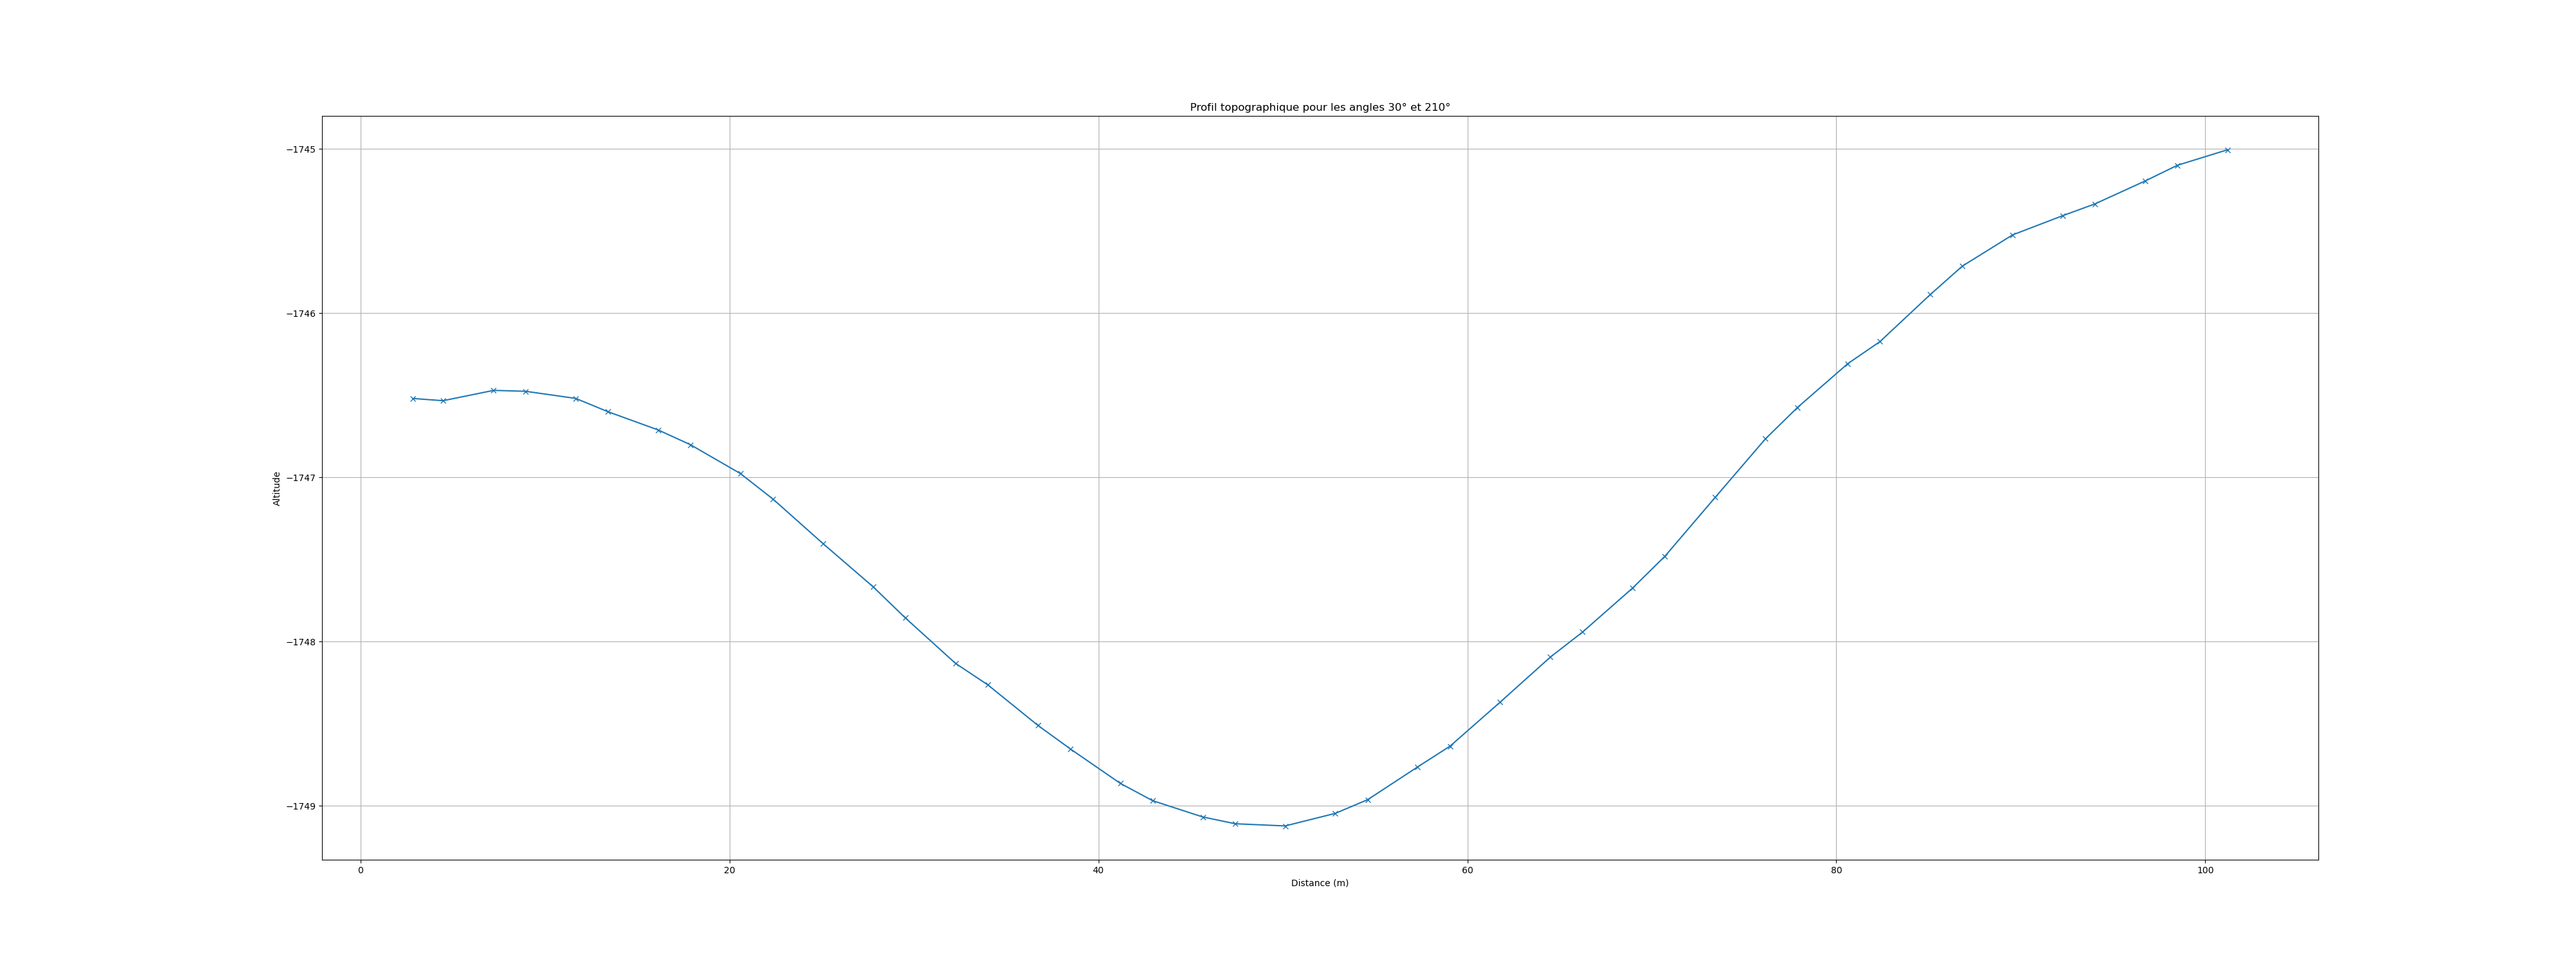 Profil topographique pour les angles 30° et 210°
−1745
−1746
−1747
−1748
−1749
Altitude
0 20 40 60 80 100
Distance (m)